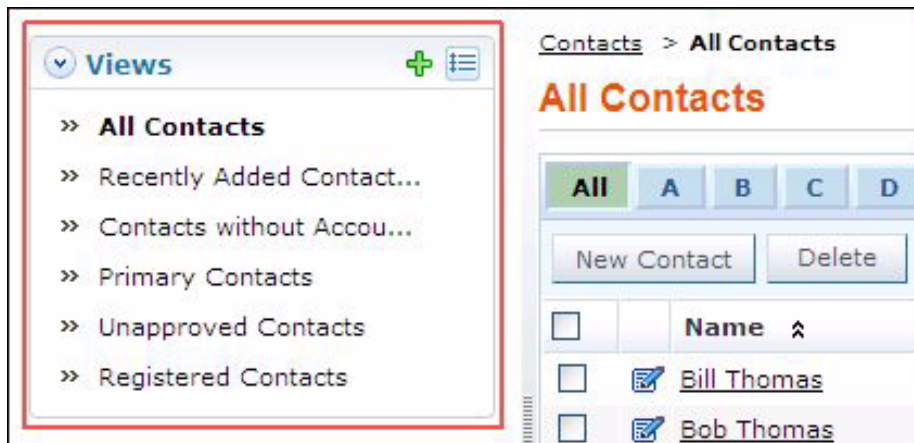 Views
» All Contacts
» Recently Added Contact...
» Contacts without Accou...
» Primary Contacts
» Unapproved Contacts
» Registered Contacts
Contacts > All Contacts
All Contacts
All A B C D
New Contact Delete
Name
Bill Thomas
Bob Thomas